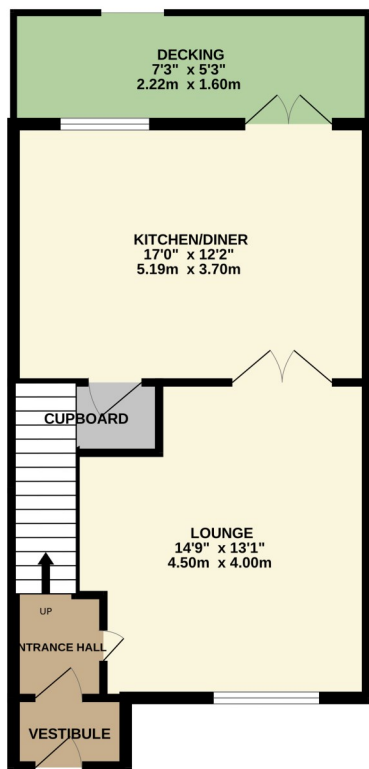 DECKING
7'3" x 5'3"
2.22m x 1.60m
KITCHEN/DINER
17'0" x 12'2"
5.19m x 3.70m
CUPBOARD
LOUNGE
14'9" x 13'1"
4.50m x 4.00m
UP
ENTRANCE HALL
VESTIBULE